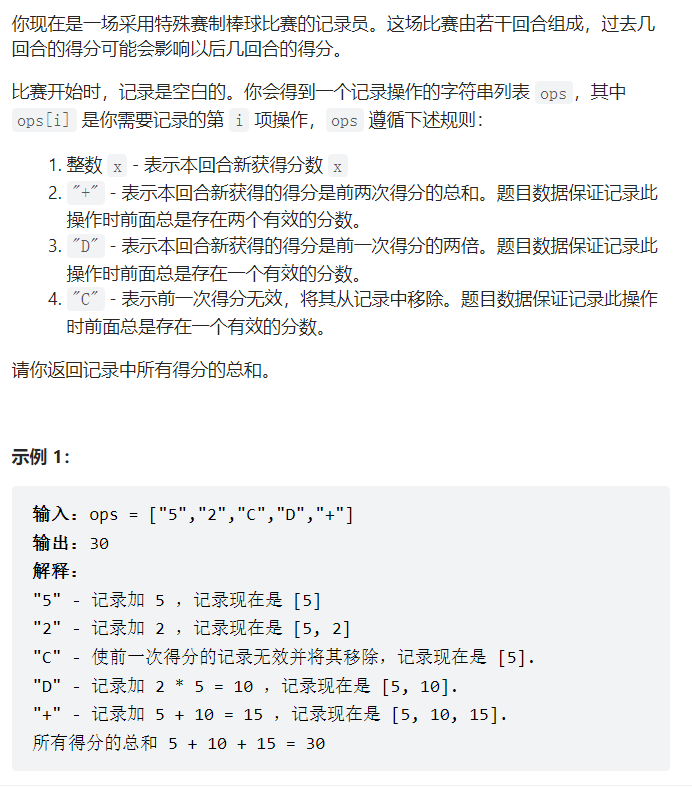 你现在是一场采用特殊赛制棒球比赛的记录员。这场比赛由若干回合组成，过去几
回合的得分可能会影响以后几回合的得分。
比赛开始时，记录是空白的。你会得到一个记录操作的字符串列表 ops，其中
ops[i] 是你需要记录的第 i 项操作，ops 遵循下述规则：
1. 整数 x - 表示本回合新获得分数 x
2. "+" - 表示本回合新获得的得分是前两次得分的总和。题目数据保证记录此
操作时前面总是存在两个有效的分数。
3. "D" - 表示本回合新获得的得分是前一次得分的两倍。题目数据保证记录此
操作时前面总是存在一个有效的分数。
4. "C" - 表示前一次得分无效，将其从记录中移除。题目数据保证记录此操作
时前面总是存在一个有效的分数。
请你返回记录中所有得分的总和。
示例 1：
输入：ops = ["5","2","C","D","+"]
输出：30
解释：
"5" - 记录加 5 ，记录现在是 [5]
"2" - 记录加 2 ，记录现在是 [5, 2]
"C" - 使前一次得分的记录无效并将其移除，记录现在是 [5].
"D" - 记录加 2 * 5 = 10 ，记录现在是 [5, 10].
"+" - 记录加 5 + 10 = 15 ，记录现在是 [5, 10, 15].
所有得分的总和 5 + 10 + 15 = 30